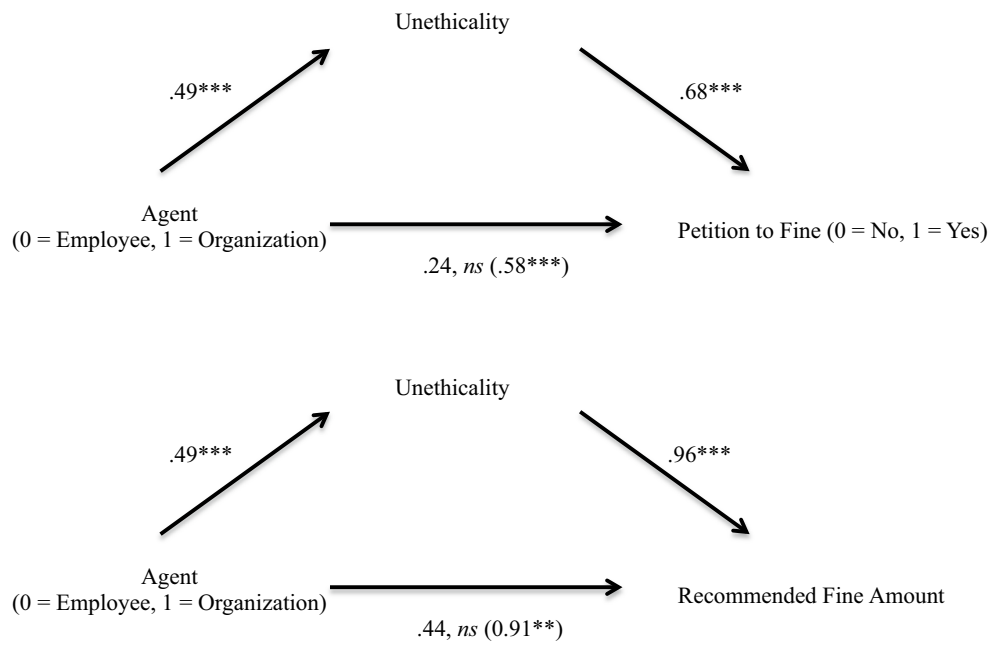 Unethicality
.49***
.68***
Agent
(0 = Employee, 1 = Organization)
Petition to Fine (0 = No, 1 = Yes)
.24, ns (.58***)
Unethicality
.49***
.96***
Agent
(0 = Employee, 1 = Organization)
Recommended Fine Amount
.44, ns (0.91**)